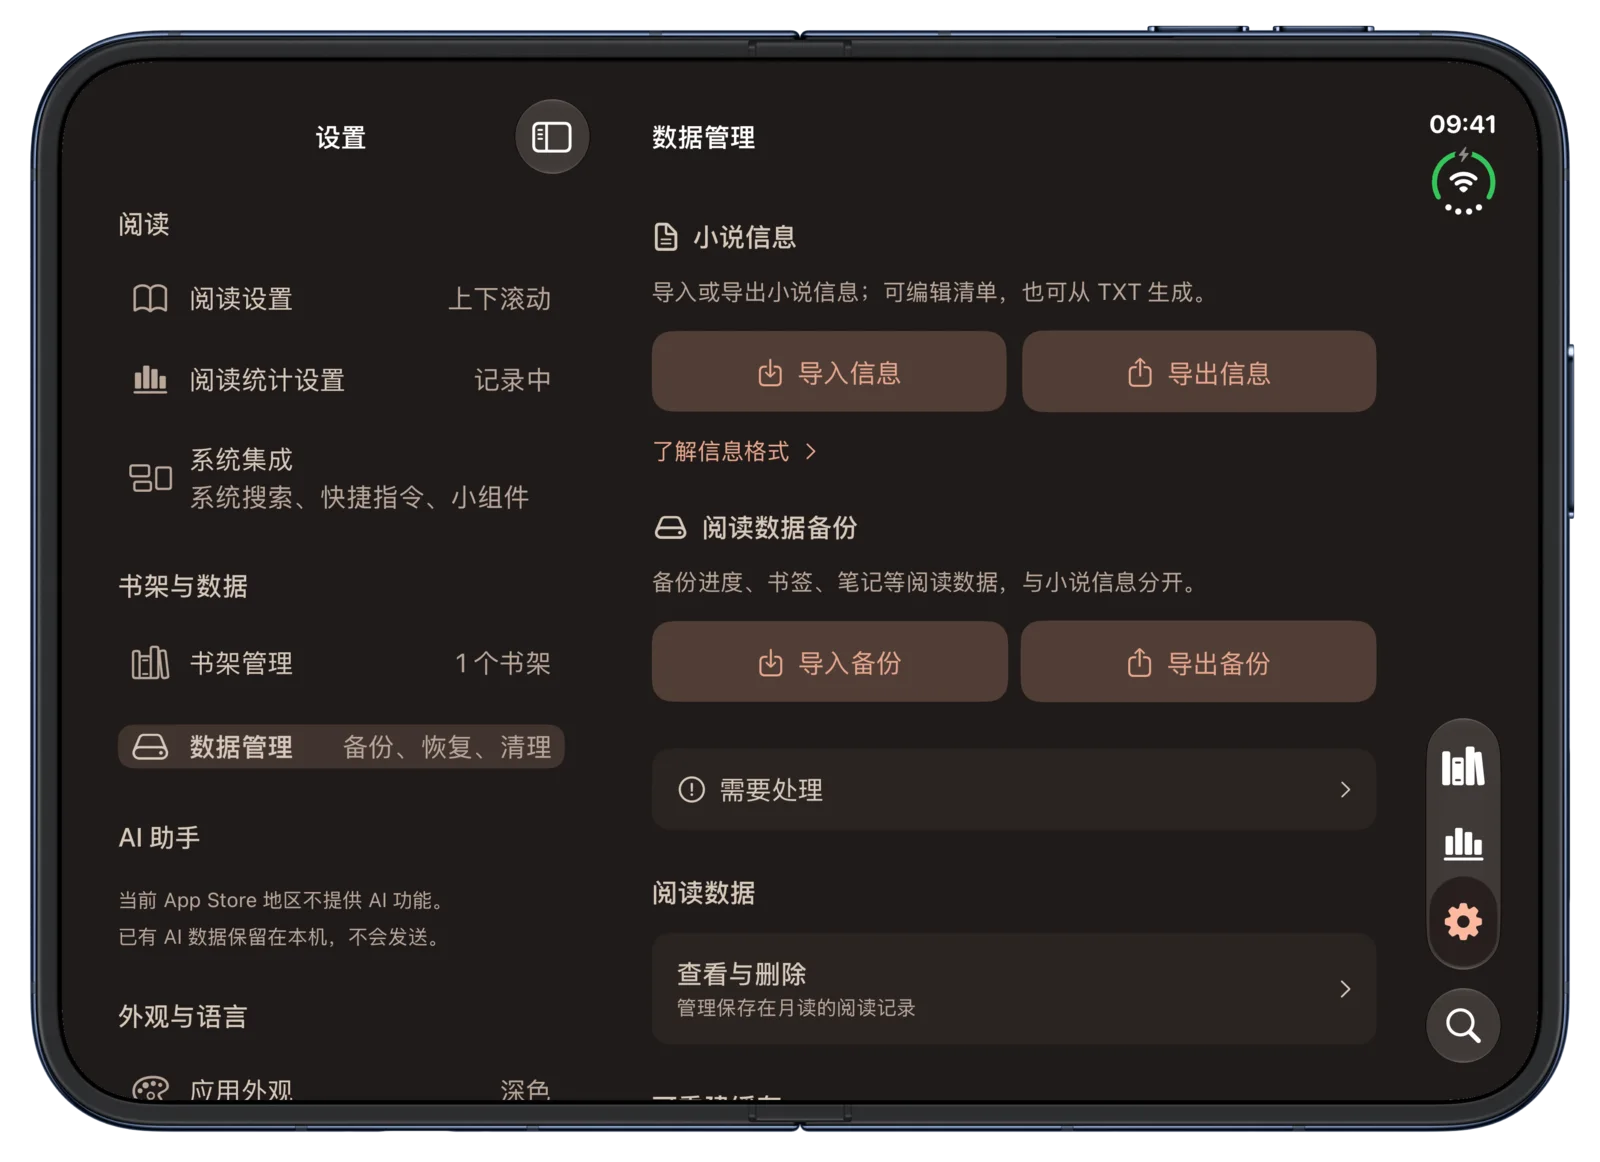 设置
阅读
阅读设置 上下滚动
阅读统计设置 记录中
系统集成
系统搜索、快捷指令、小组件
书架与数据
书架管理 1 个书架
数据管理 备份、恢复、清理
AI 助手
当前 App Store 地区不提供 AI 功能。
已有 AI 数据保留在本机，不会发送。
外观与语言
应用外观 深色
数据管理
小说信息
导入或导出小说信息；可编辑清单，也可从 TXT 生成。
导入信息 导出信息
了解信息格式
阅读数据备份
备份进度、书签、笔记等阅读数据，与小说信息分开。
导入备份 导出备份
需要处理
阅读数据
查看与删除
管理保存在月读的阅读记录
09:41